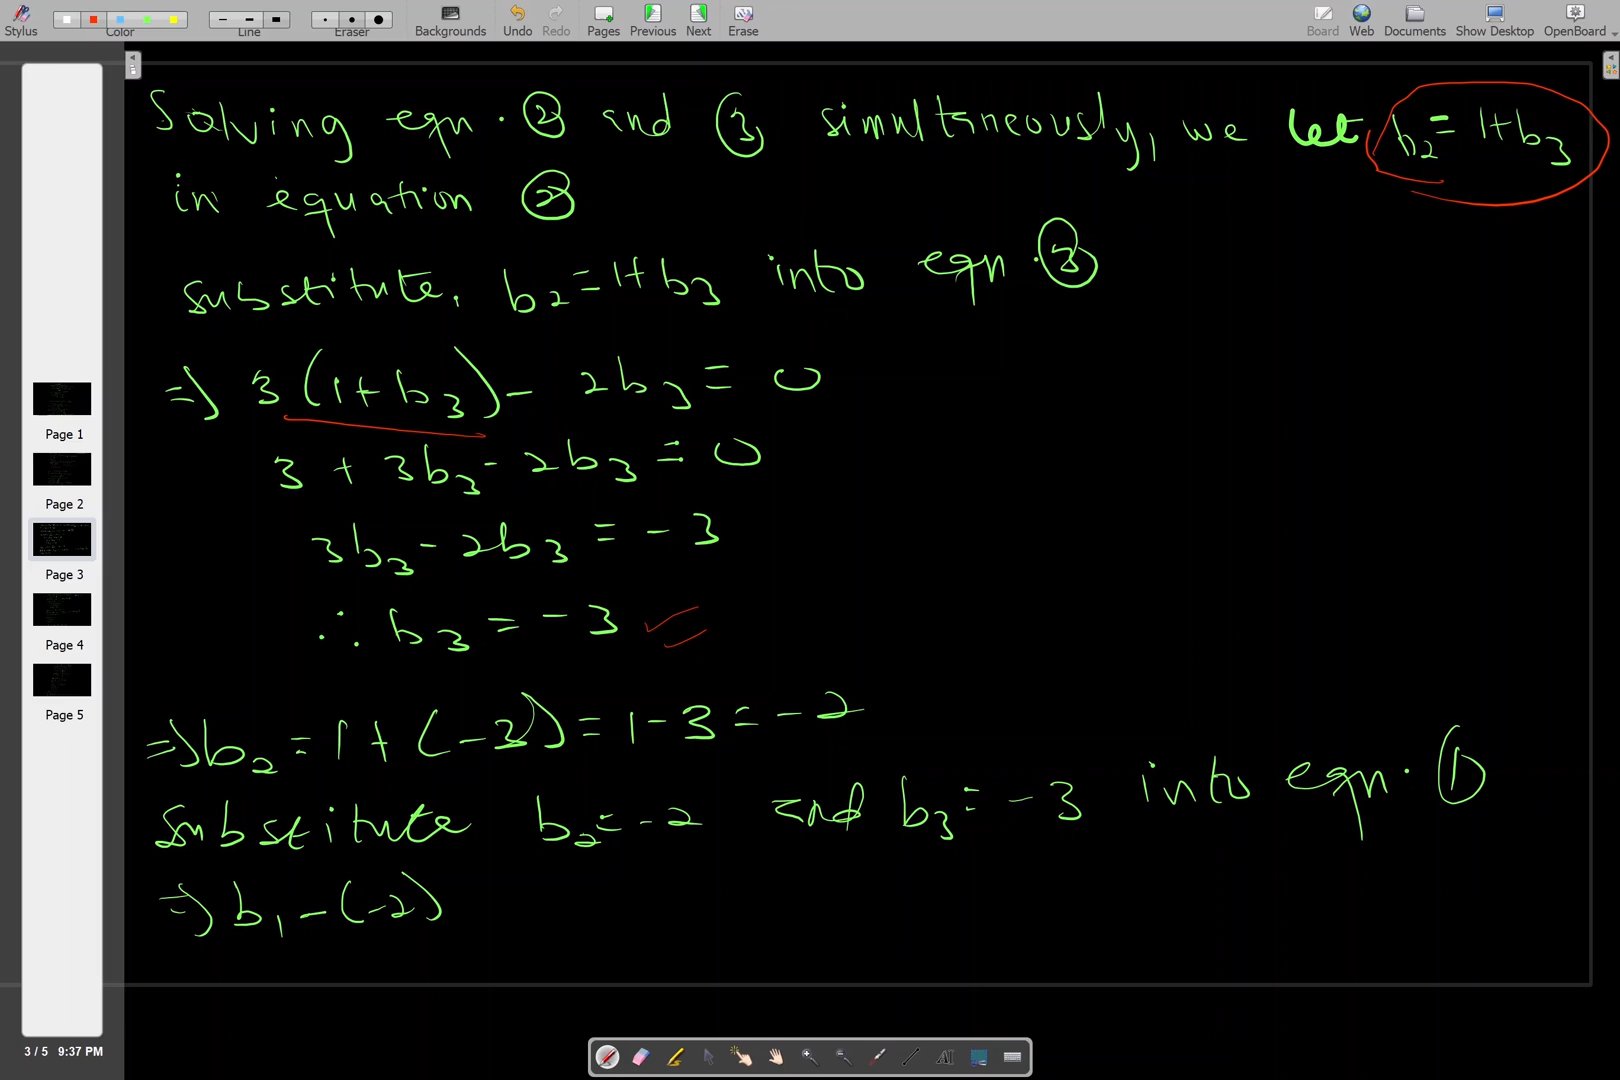 Stylus Color Line Eraser Backgrounds Undo Redo Pages Previous Next Erase Board Web Documents Show Desktop OpenBoard
Solving eqn. ② and ③ simultaneously, we let b₂ = 1+b₃
in equation ②
substitute. b₂ = 1+b₃ into eqn. ③
⇒ 3(1+b₃) - 2b₃ = 0
3 + 3b₃ - 2b₃ = 0
3b₃ - 2b₃ = -3
∴ b₃ = -3
⇒ b₂ = 1 + (-3) = 1 - 3 = -2
substitute b₂ = -2 and b₃ = -3 into eqn. ①
⇒ b₁ - (-2)
Page 1
Page 2
Page 3
Page 4
Page 5
3 / 5 9:37 PM